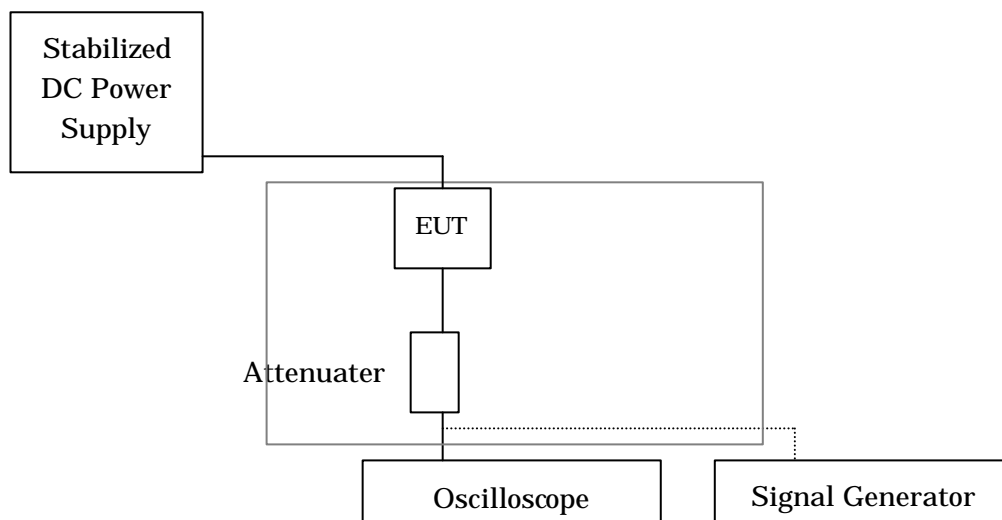 Stabilized
DC Power
Supply
EUT
Attenuater
Oscilloscope
Signal Generator